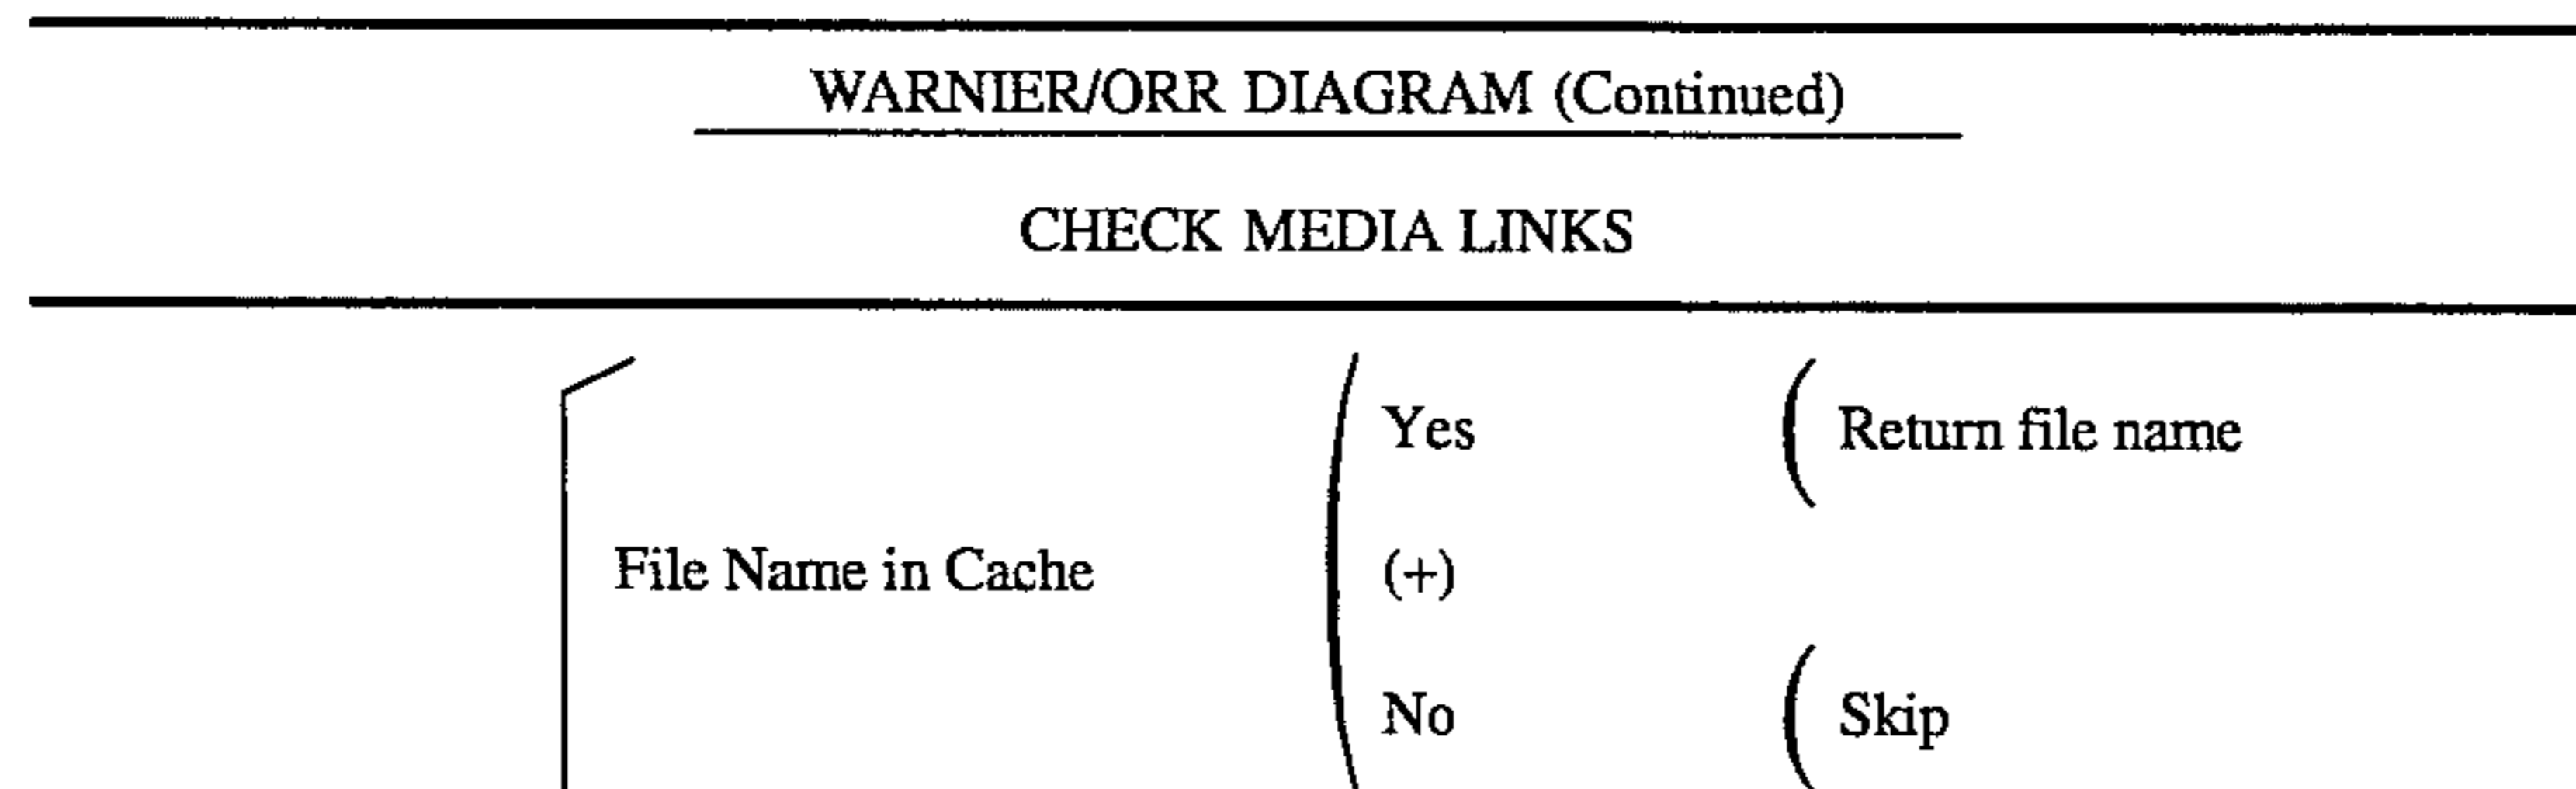 WARNIER/ORR DIAGRAM (Continued)
CHECK MEDIA LINKS
Yes Return file name
File Name in Cache (+)
No Skip